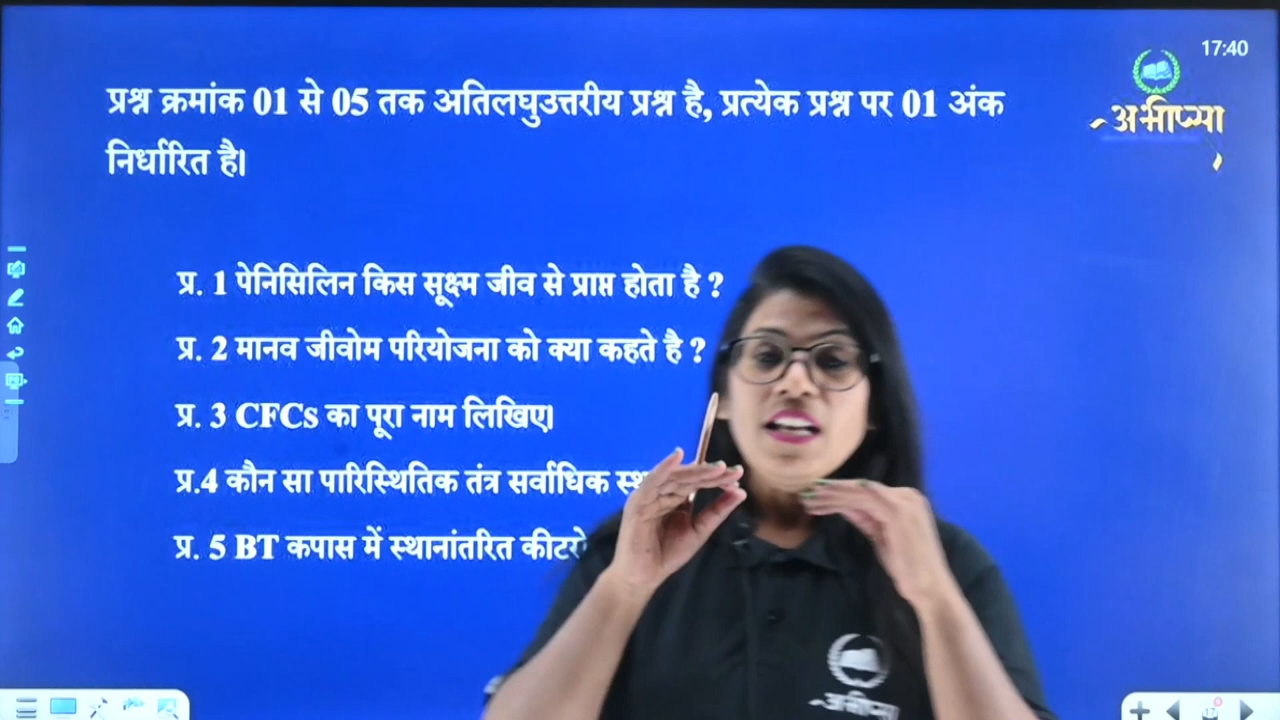 17:40
अभीप्सा
प्रश्न क्रमांक 01 से 05 तक अतिलघुउत्तरीय प्रश्न है, प्रत्येक प्रश्न पर 01 अंक
निर्धारित है।
प्र. 1 पेनिसिलिन किस सूक्ष्म जीव से प्राप्त होता है ?
प्र. 2 मानव जीवोम परियोजना को क्या कहते है ?
प्र. 3 CFCs का पूरा नाम लिखिए।
प्र.4 कौन सा पारिस्थितिक तंत्र सर्वाधिक
प्र. 5 BT कपास में स्थानांतरित
अभीप्सा